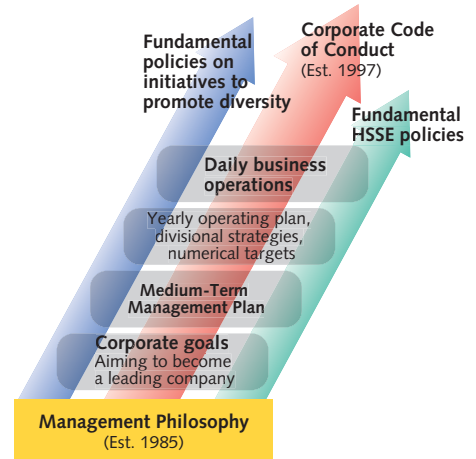 Fundamental
policies on
initiatives to
promote diversity
Corporate Code
of Conduct
(Est. 1997)
Fundamental
HSSE policies
Daily business
operations
Yearly operating plan,
divisional strategies,
numerical targets
Medium-Term
Management Plan
Corporate goals
Aiming to become
a leading company
Management Philosophy
(Est. 1985)